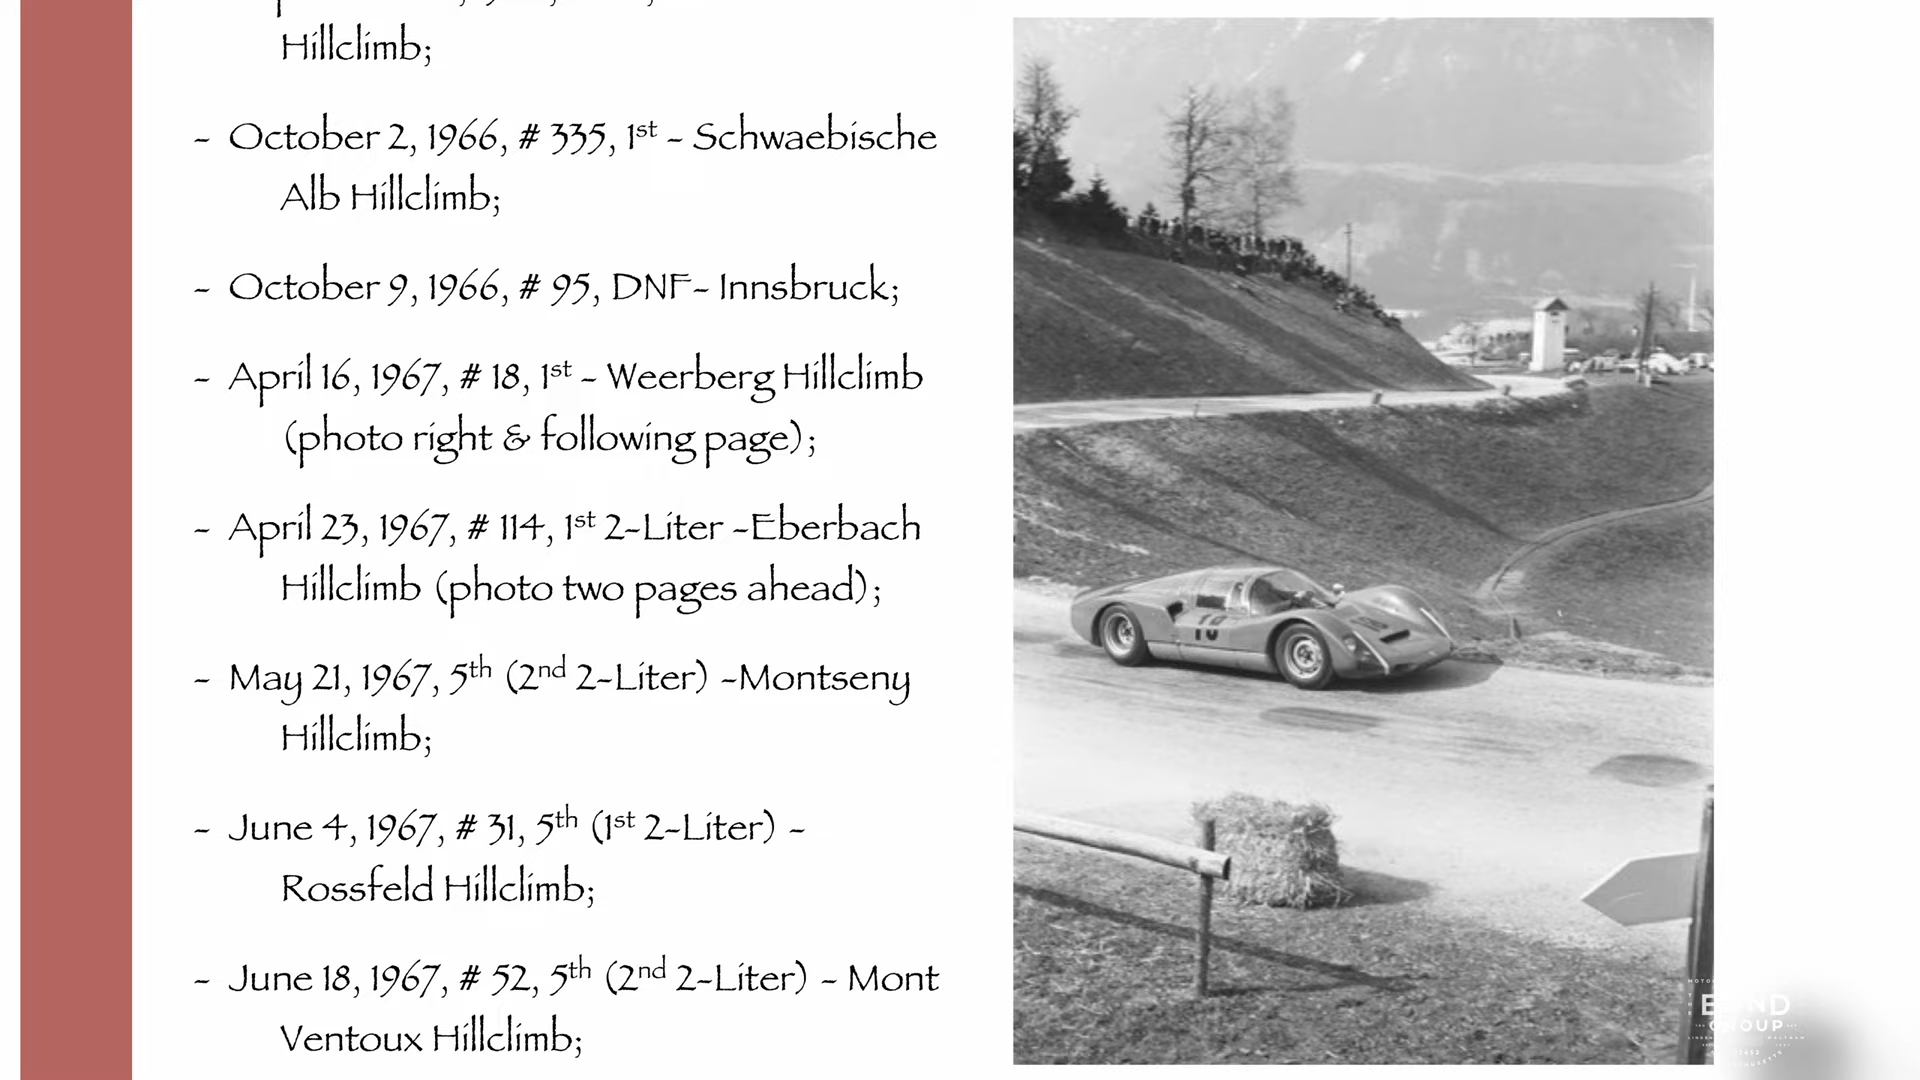 Hillclimb;
- October 2, 1966, # 335, 1st - Schwaebische
Alb Hillclimb;
- October 9, 1966, # 95, DNF- Innsbruck;
- April 16, 1967, # 18, 1st - Weerberg Hillclimb
(photo right & following page);
- April 23, 1967, # 114, 1st 2-Liter -Eberbach
Hillclimb (photo two pages ahead);
- May 21, 1967, 5th (2nd 2-Liter) -Montseny
Hillclimb;
- June 4, 1967, # 31, 5th (1st 2-Liter) -
Rossfeld Hillclimb;
- June 18, 1967, # 52, 5th (2nd 2-Liter) - Mont
Ventoux Hillclimb;
GROUP